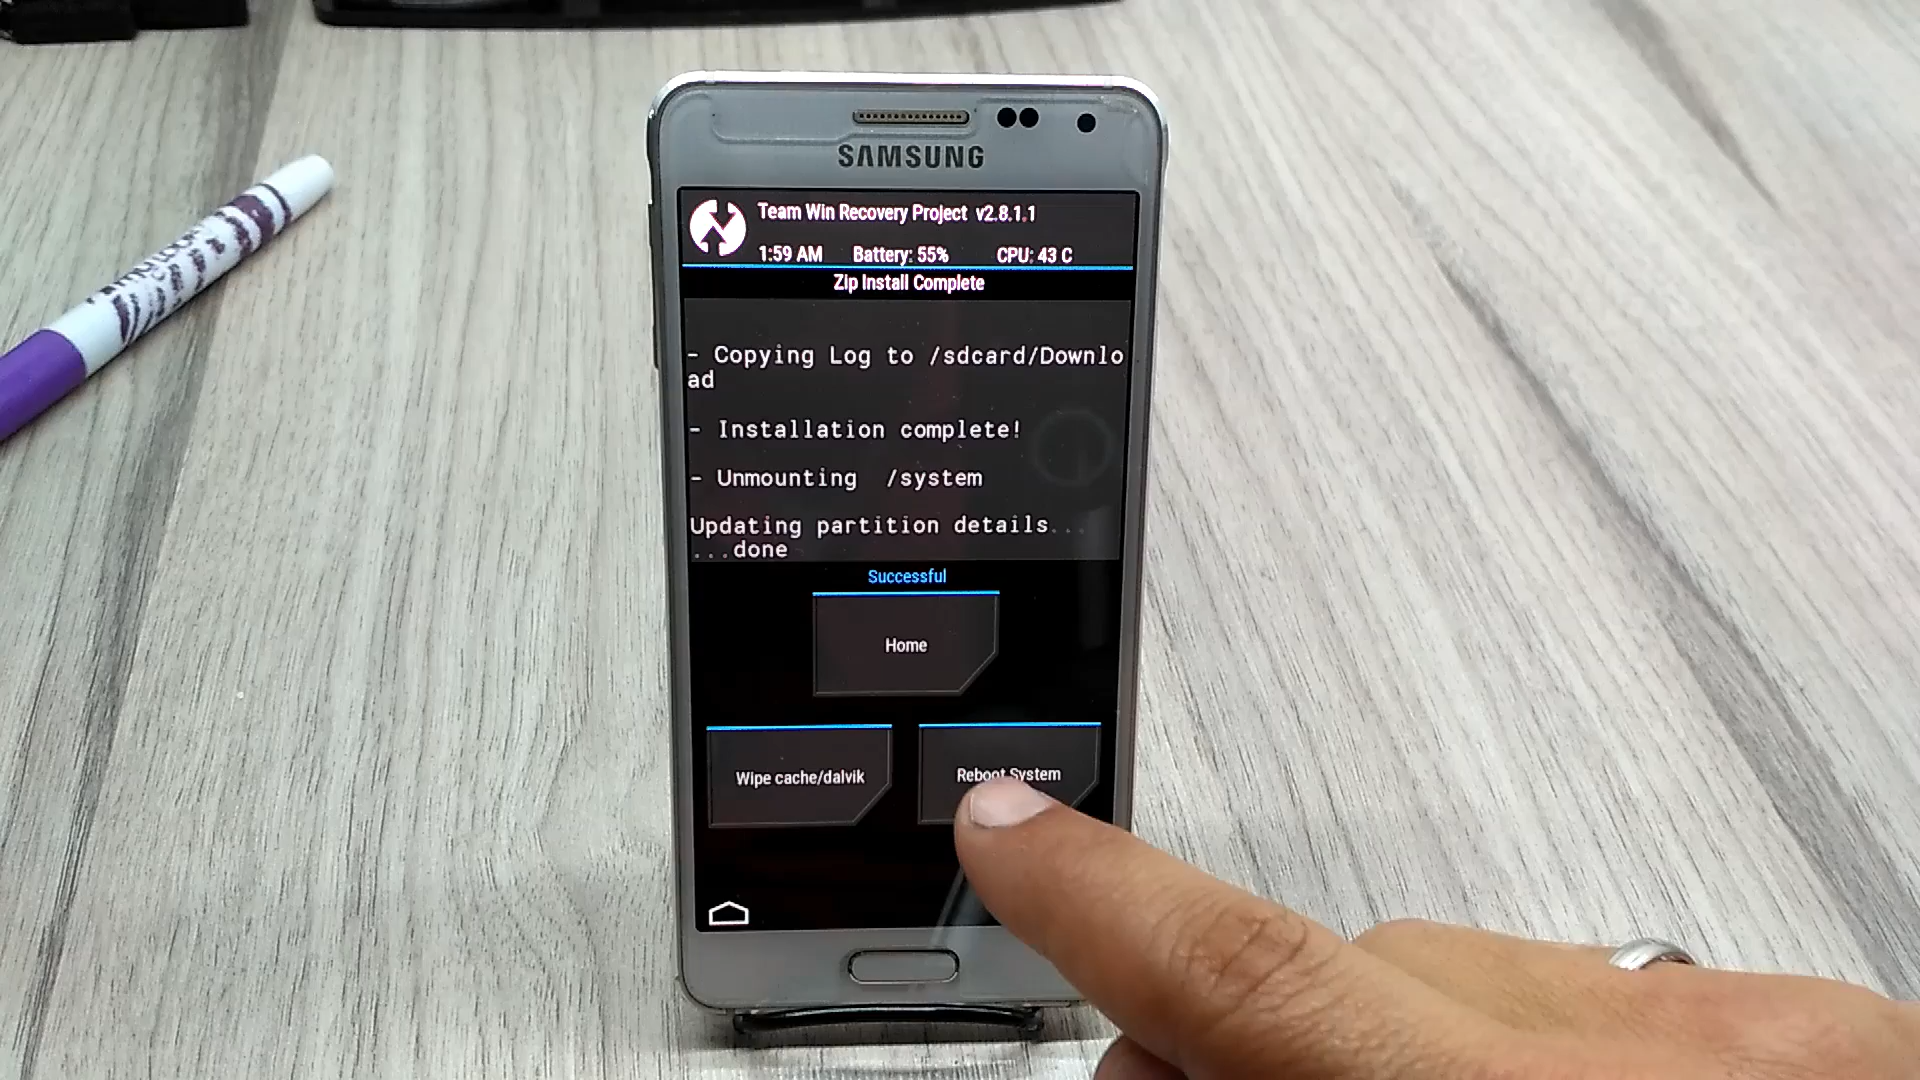 SAMSUNG
Team Win Recovery Project v2.8.1.1
1:59 AM Battery: 55% CPU: 43 C
Zip Install Complete
- Copying Log to /sdcard/Downlo
ad
- Installation complete!
- Unmounting /system
Updating partition details...
...done
Successful
Home
Wipe cache/dalvik Reboot System